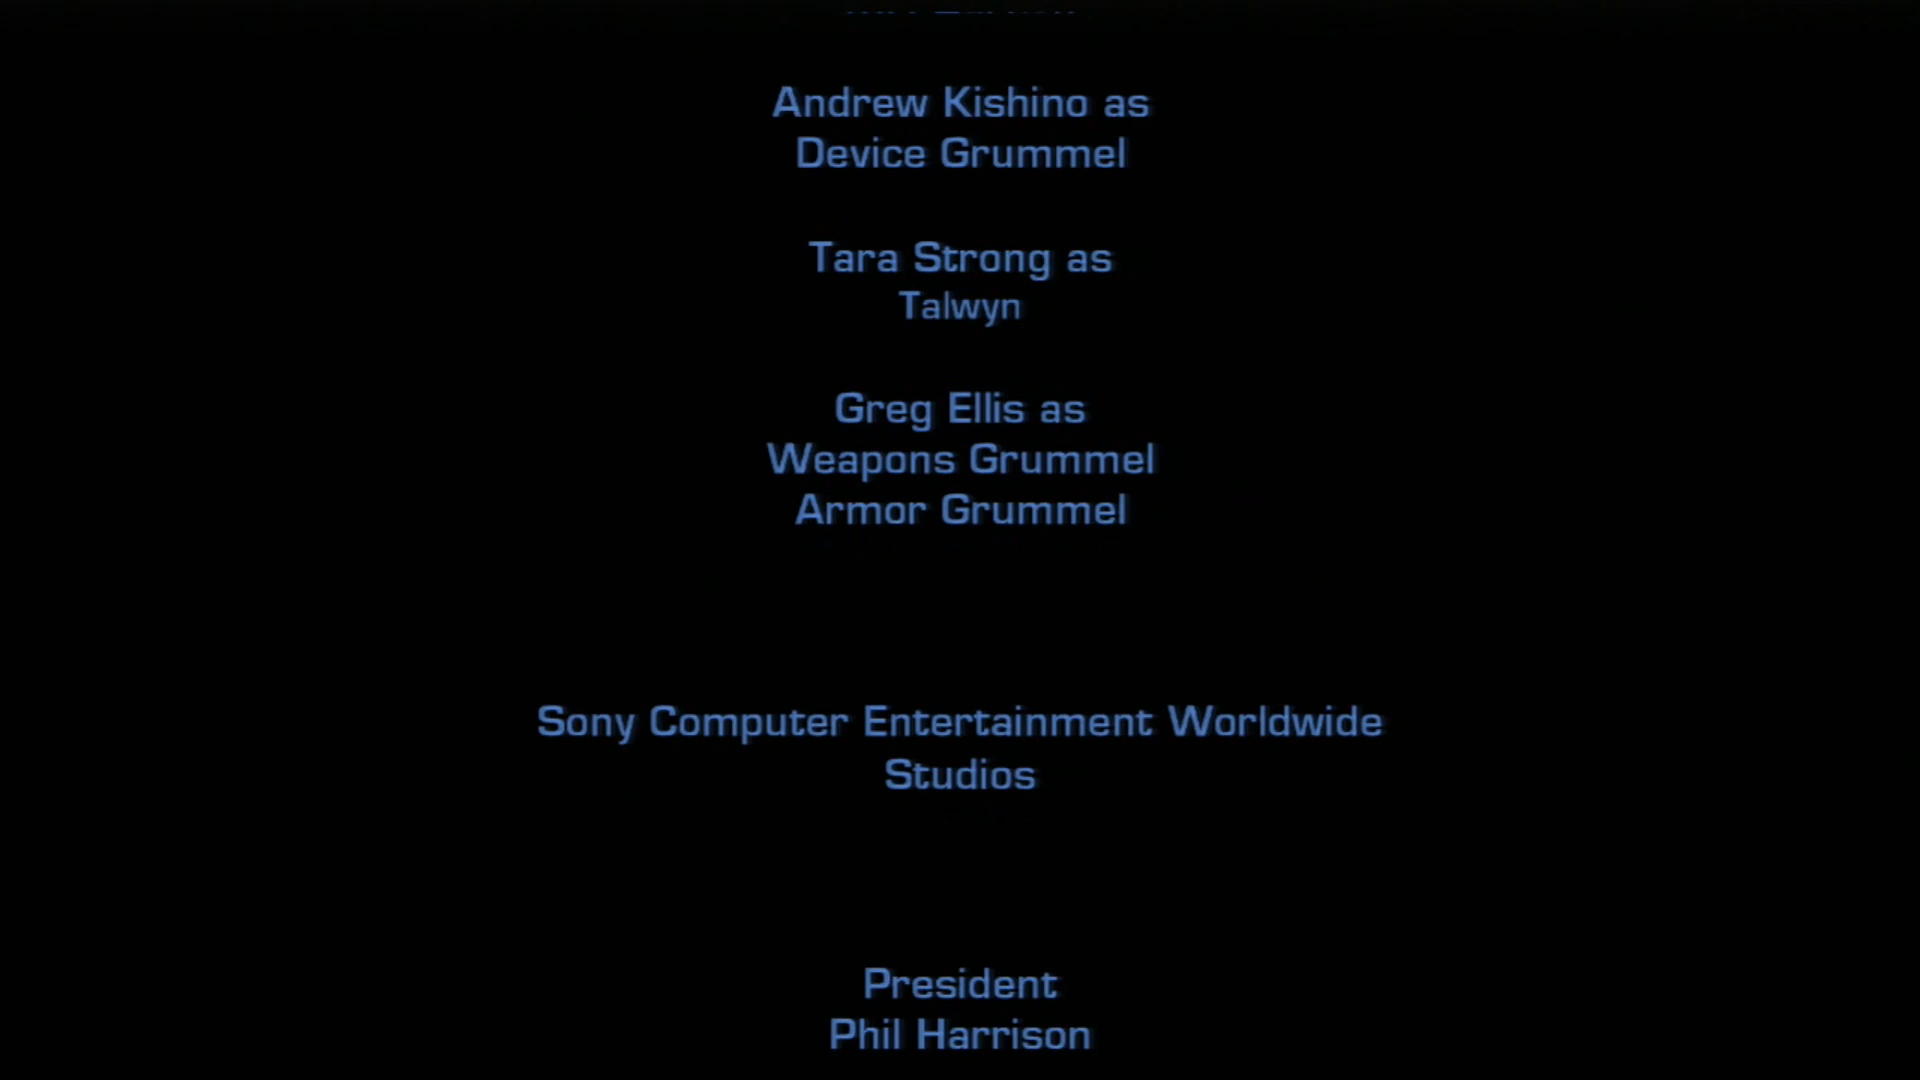 Andrew Kishino as
Device Grummel
Tara Strong as
Talwyn
Greg Ellis as
Weapons Grummel
Armor Grummel
Sony Computer Entertainment Worldwide
Studios
President
Phil Harrison